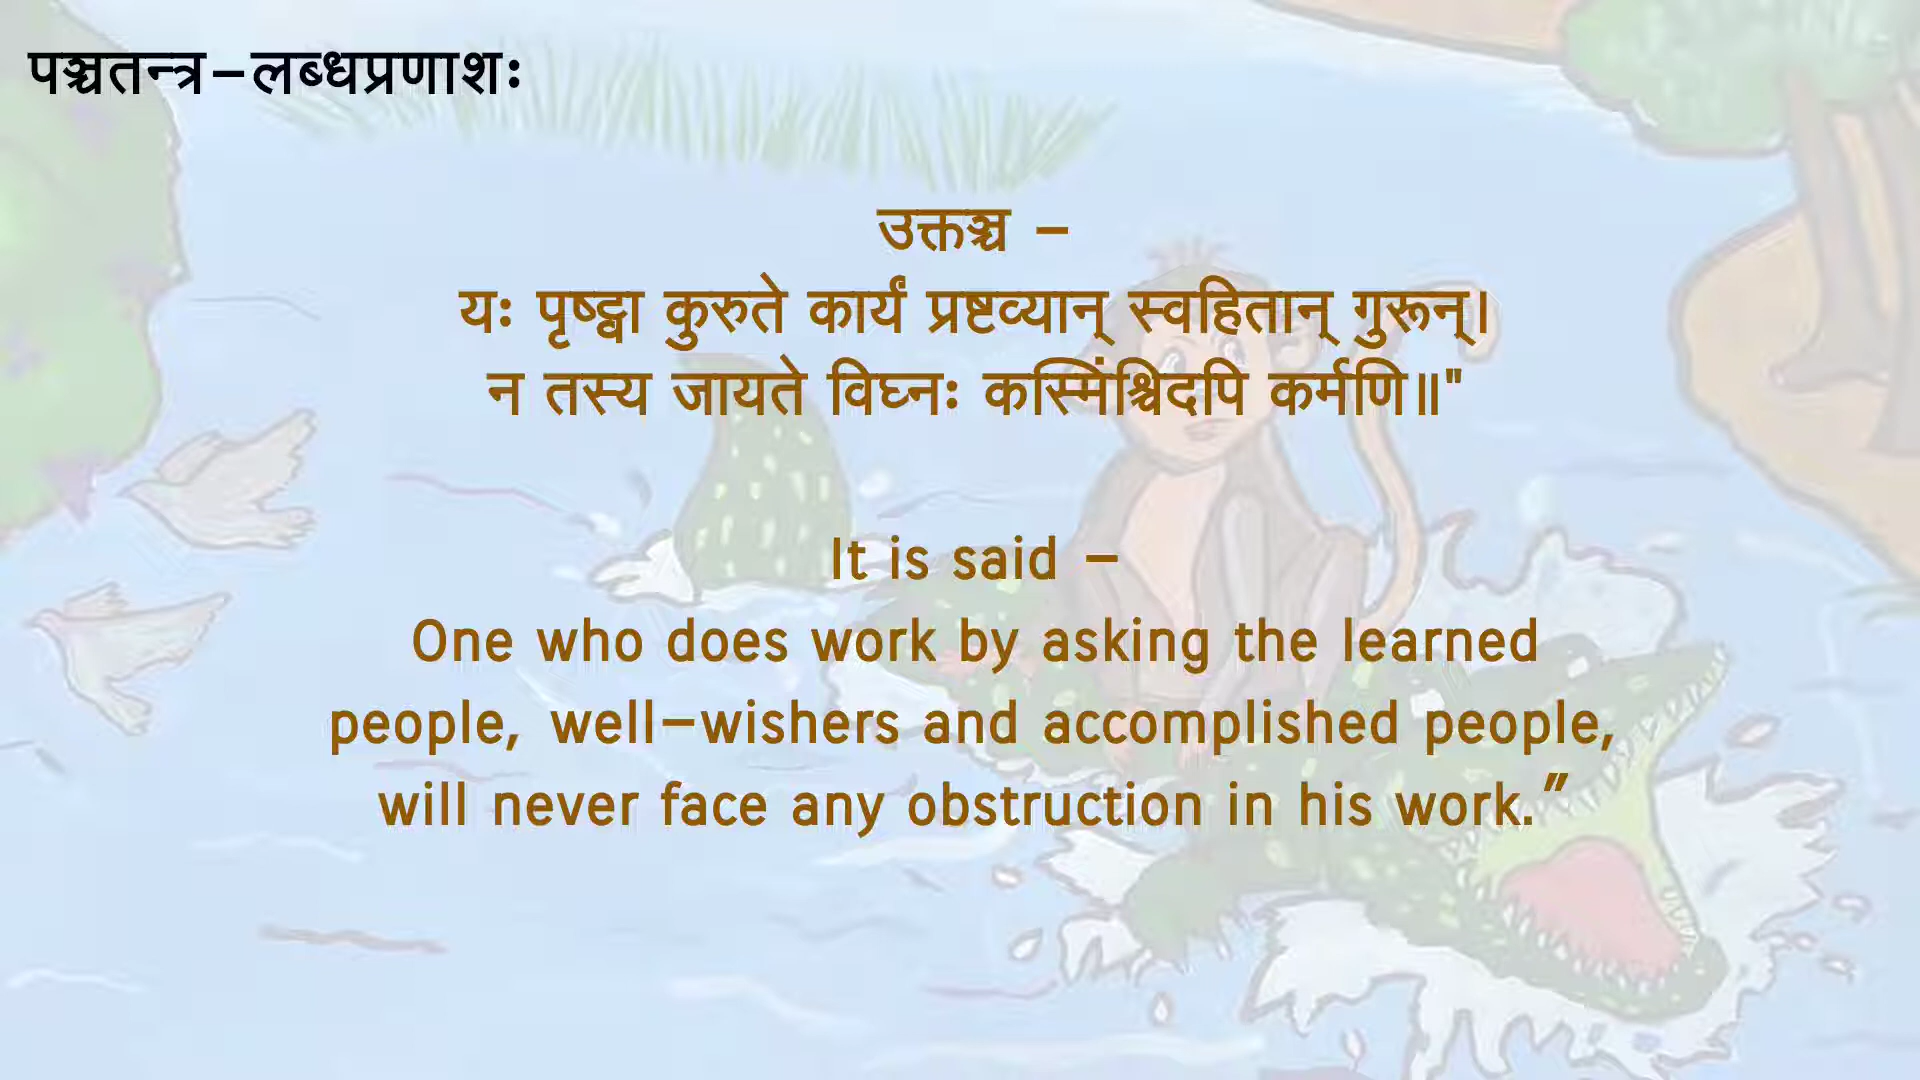 पञ्चतन्त्र-लब्धप्रणाशः
उक्तञ्च -
यः पृष्ट्वा कुरुते कार्यं प्रष्टव्यान् स्वहितान् गुरून्।
न तस्य जायते विघ्नः कस्मिंश्चिदपि कर्मणि॥"
It is said -
One who does work by asking the learned
people, well-wishers and accomplished people,
will never face any obstruction in his work.”